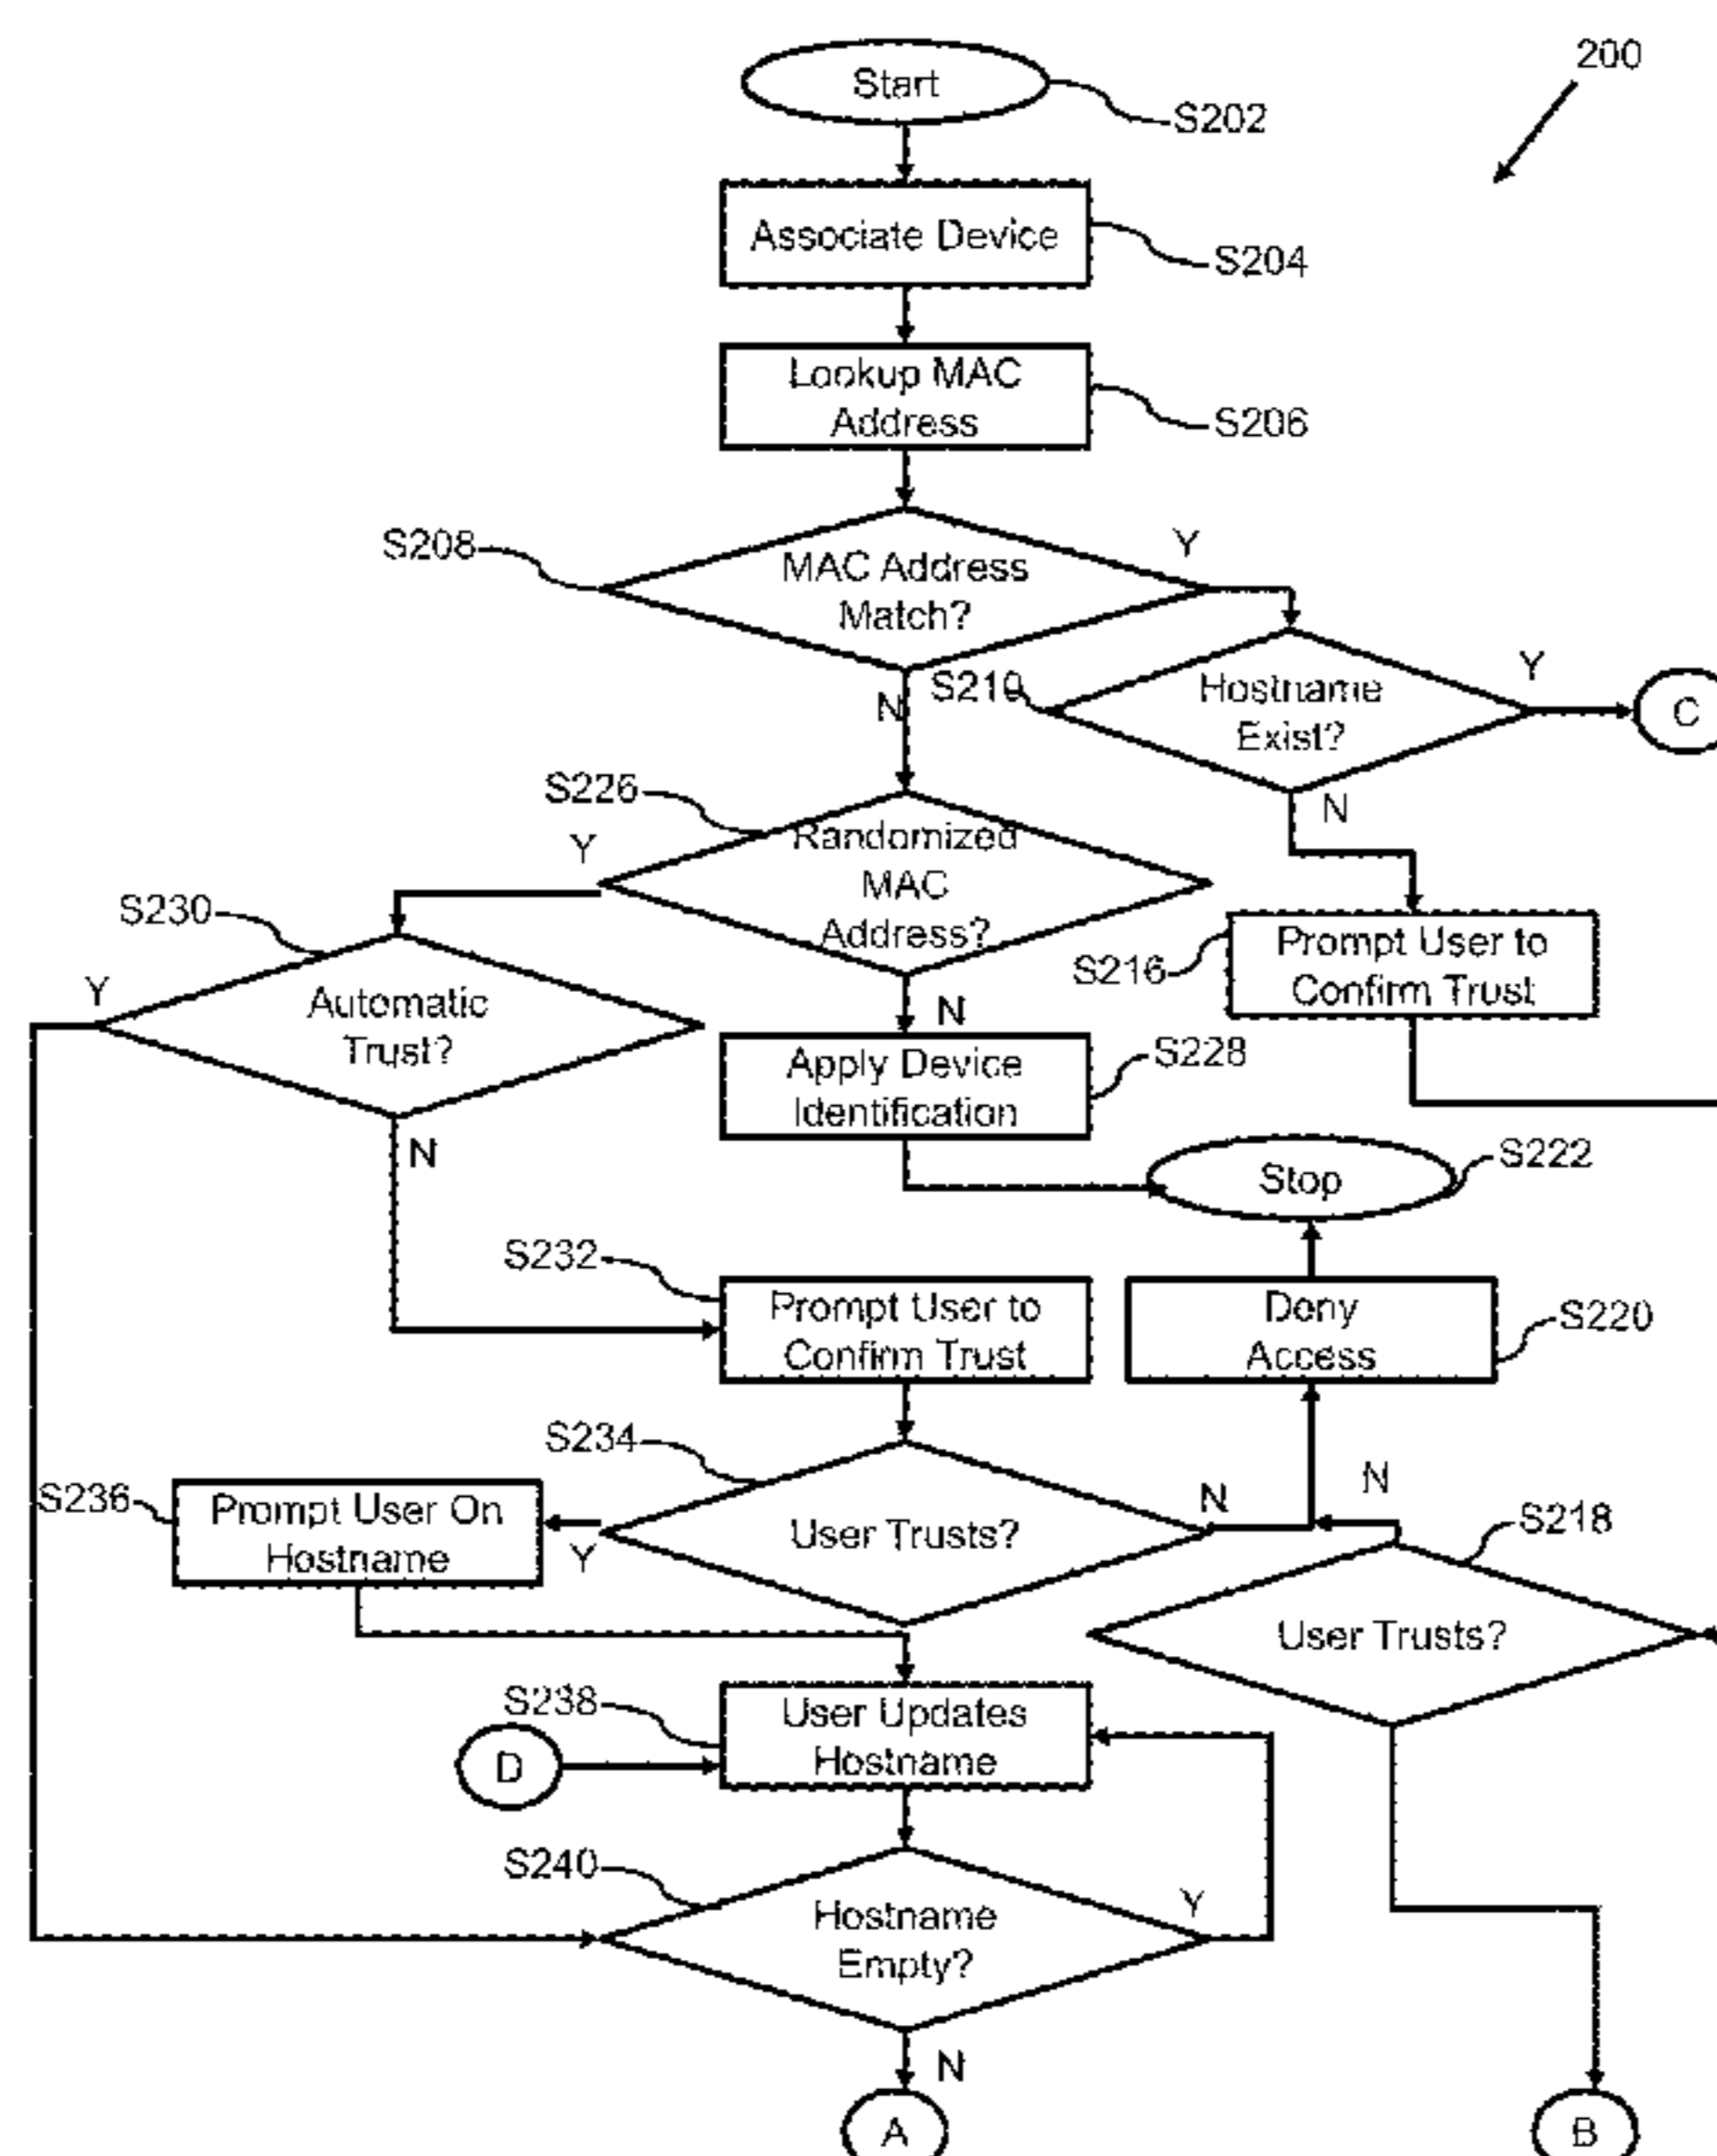 200
Start
S202
Associate Device
S204
Lookup MAC
Address
S206
S208
MAC Address
Match?
Y
N
S210
Hostname
Exist?
Y
C
N
S226
Randomized
MAC
Address?
Y
N
S230
Automatic
Trust?
Y
N
S216
Prompt User to
Confirm Trust
Apply Device
Identification
S228
Stop
S222
S232
Prompt User to
Confirm Trust
Deny
Access
S220
S234
User Trusts?
Y
N
S236
Prompt User On
Hostname
N
S218
User Trusts?
S238
User Updates
Hostname
D
S240
Hostname
Empty?
Y
N
A
B